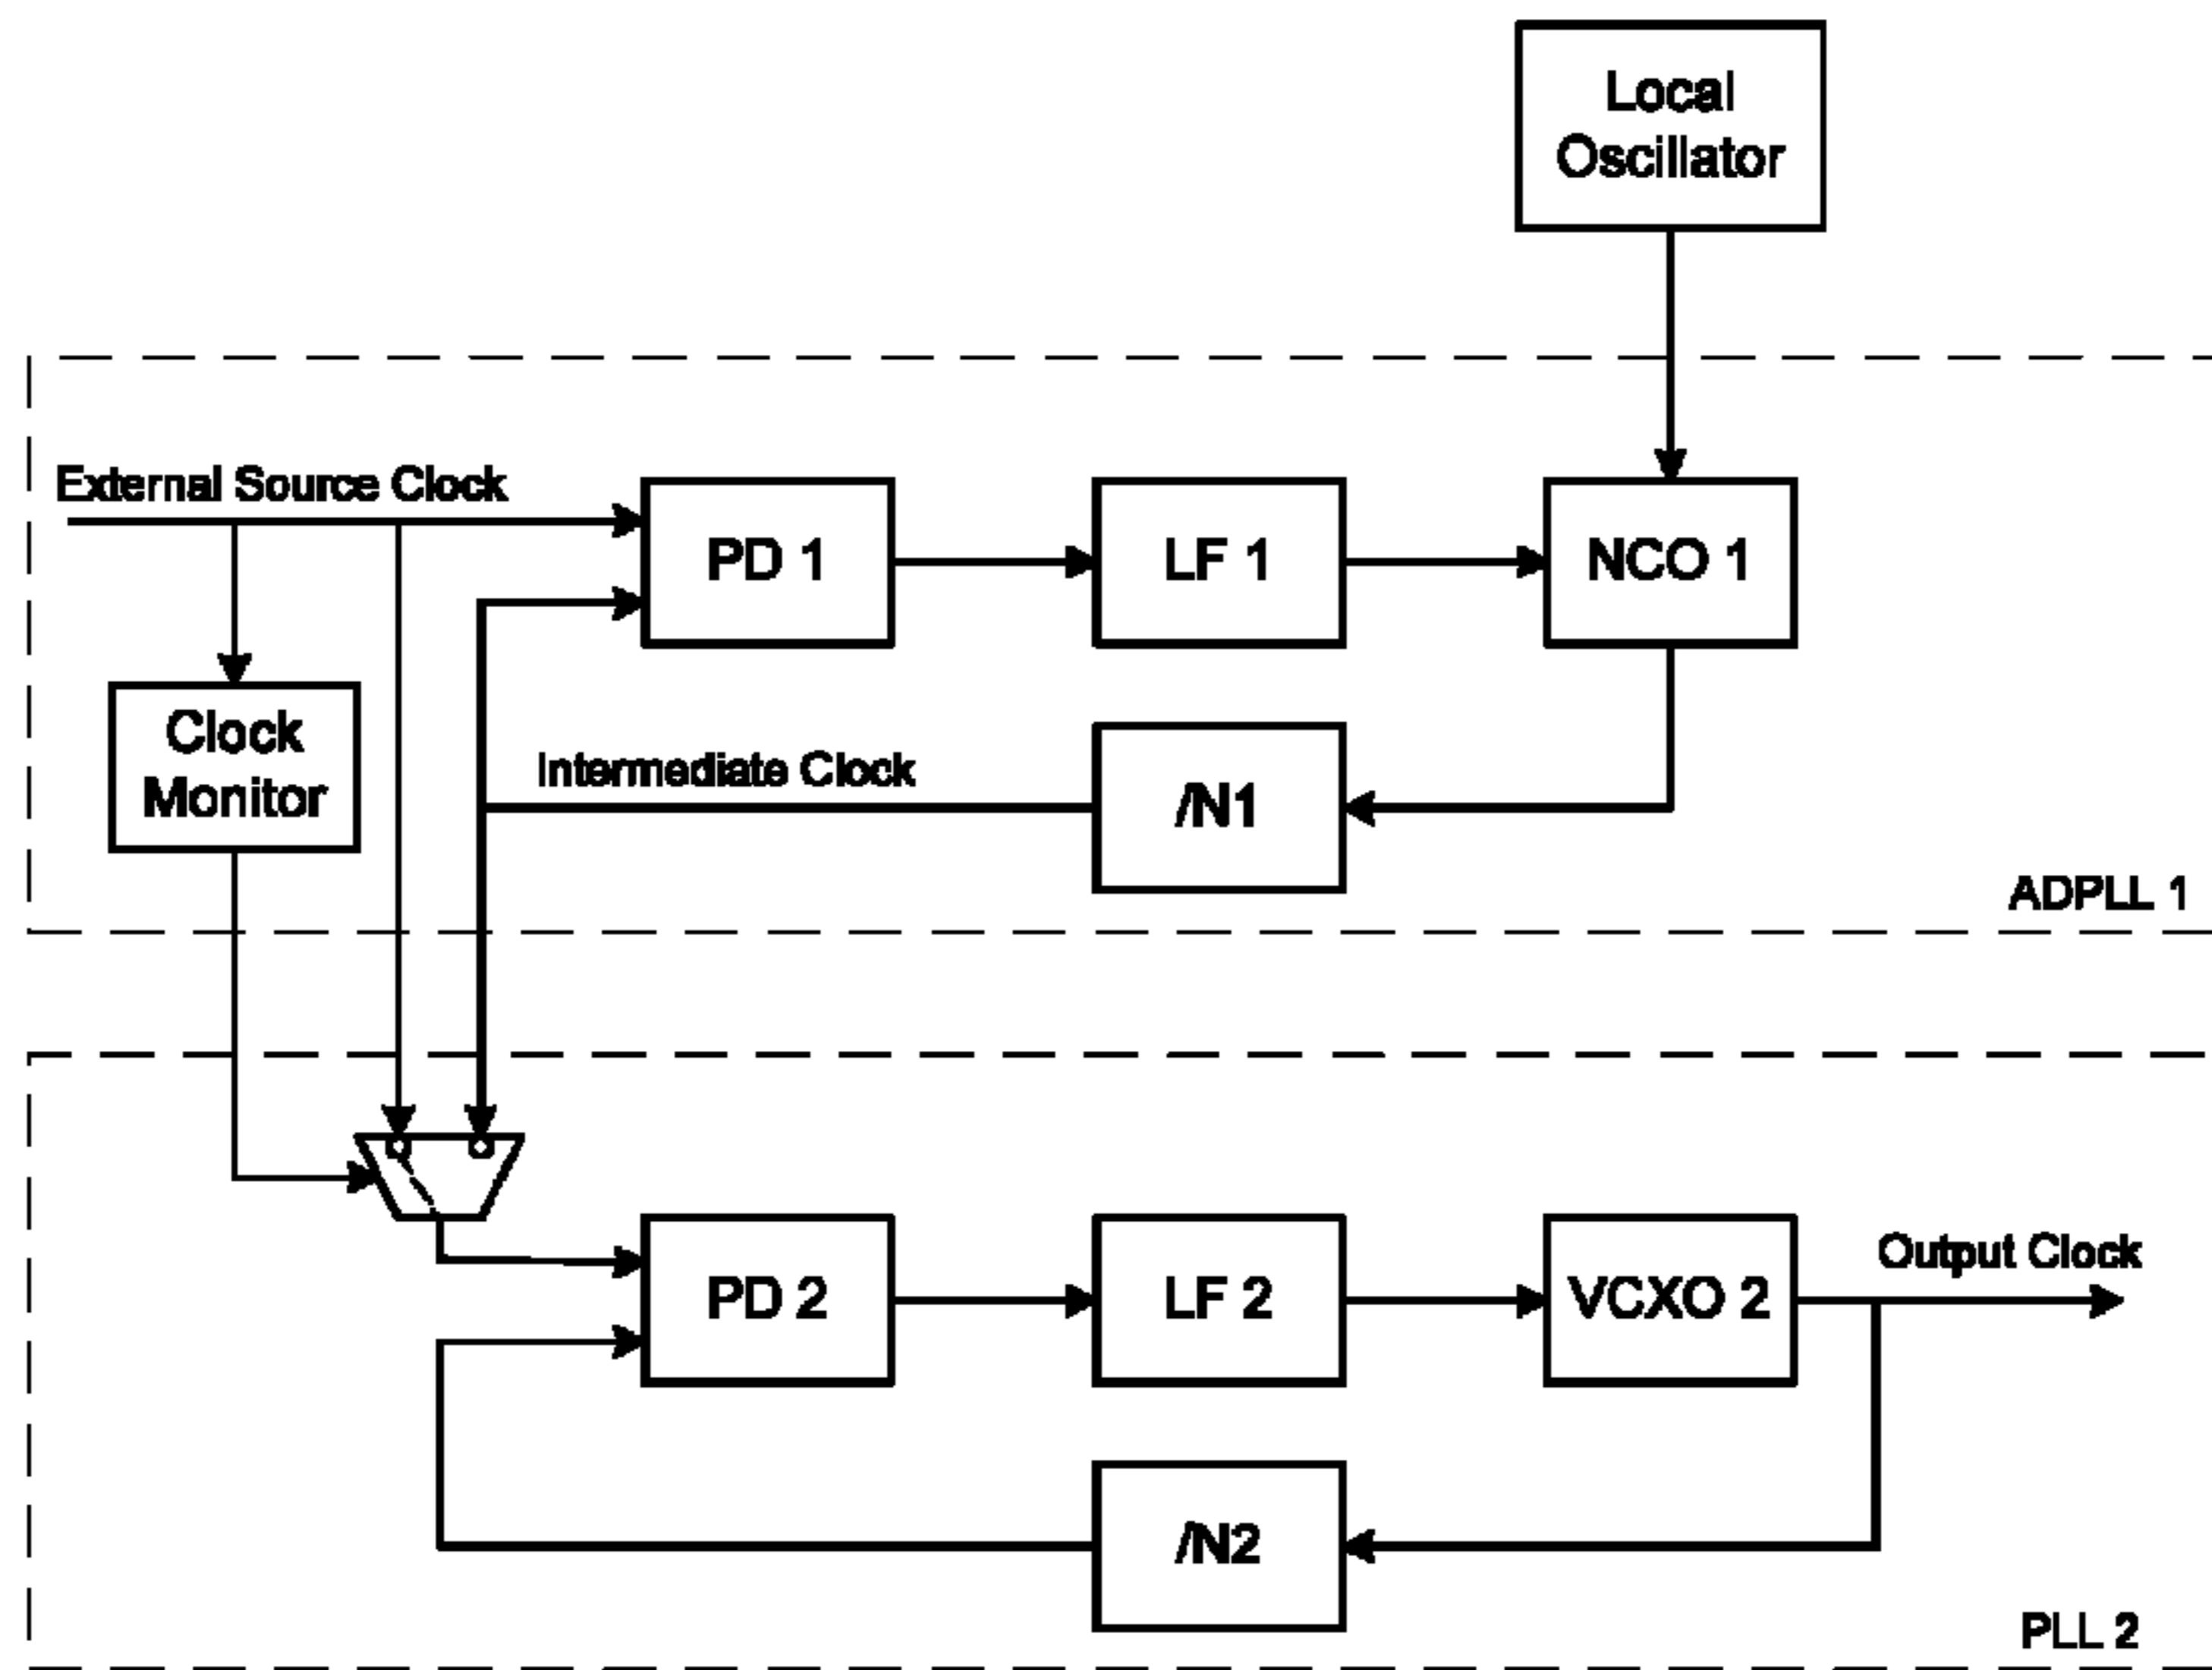 Local
Oscillator
External Source Clock
PD 1
LF 1
NCO 1
Clock
Monitor
Intermediate Clock
/N1
ADPLL 1
PD 2
LF 2
VCXO 2
Output Clock
/N2
PLL 2